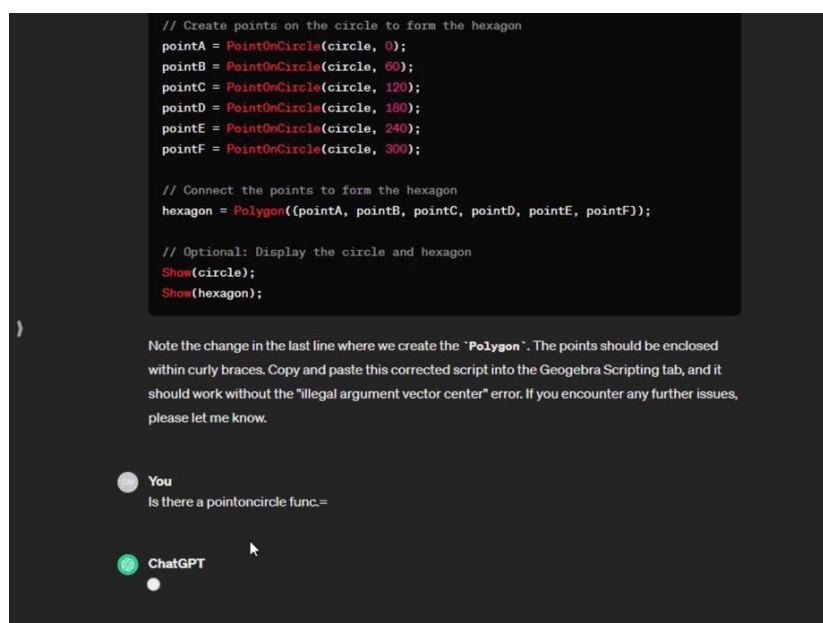 // Create points on the circle to form the hexagon
pointA = PointOnCircle(circle, 0);
pointB = PointOnCircle(circle, 60);
pointC = PointOnCircle(circle, 120);
pointD = PointOnCircle(circle, 180);
pointE = PointOnCircle(circle, 240);
pointF = PointOnCircle(circle, 300);
// Connect the points to form the hexagon
hexagon = Polygon({pointA, pointB, pointC, pointD, pointE, pointF});
// Optional: Display the circle and hexagon
Show(circle);
Show(hexagon);
Note the change in the last line where we create the `Polygon`. The points should be enclosed
within curly braces. Copy and paste this corrected script into the Geogebra Scripting tab, and it
should work without the "illegal argument vector center" error. If you encounter any further issues,
please let me know.
You
Is there a pointoncircle func.=
ChatGPT